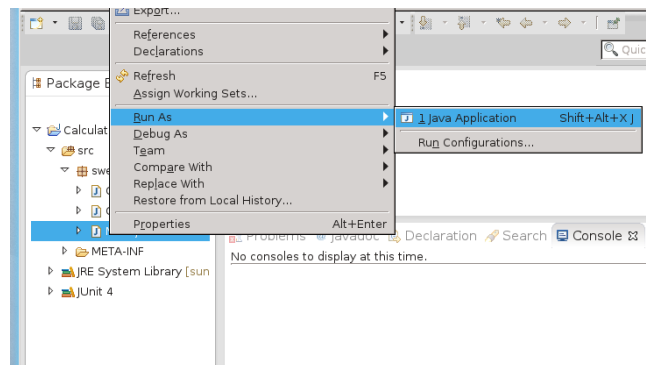 Export...
References
Declarations
Refresh F5
Assign Working Sets...
Run As
Debug As
Team
Compare With
Replace With
Restore from Local History...
Properties Alt+Enter
1 Java Application Shift+Alt+X J
Run Configurations...
Quic
Package E
Calculat
src
swe
META-INF
JRE System Library [sun
JUnit 4
Problems @ Javadoc Declaration Search Console
No consoles to display at this time.